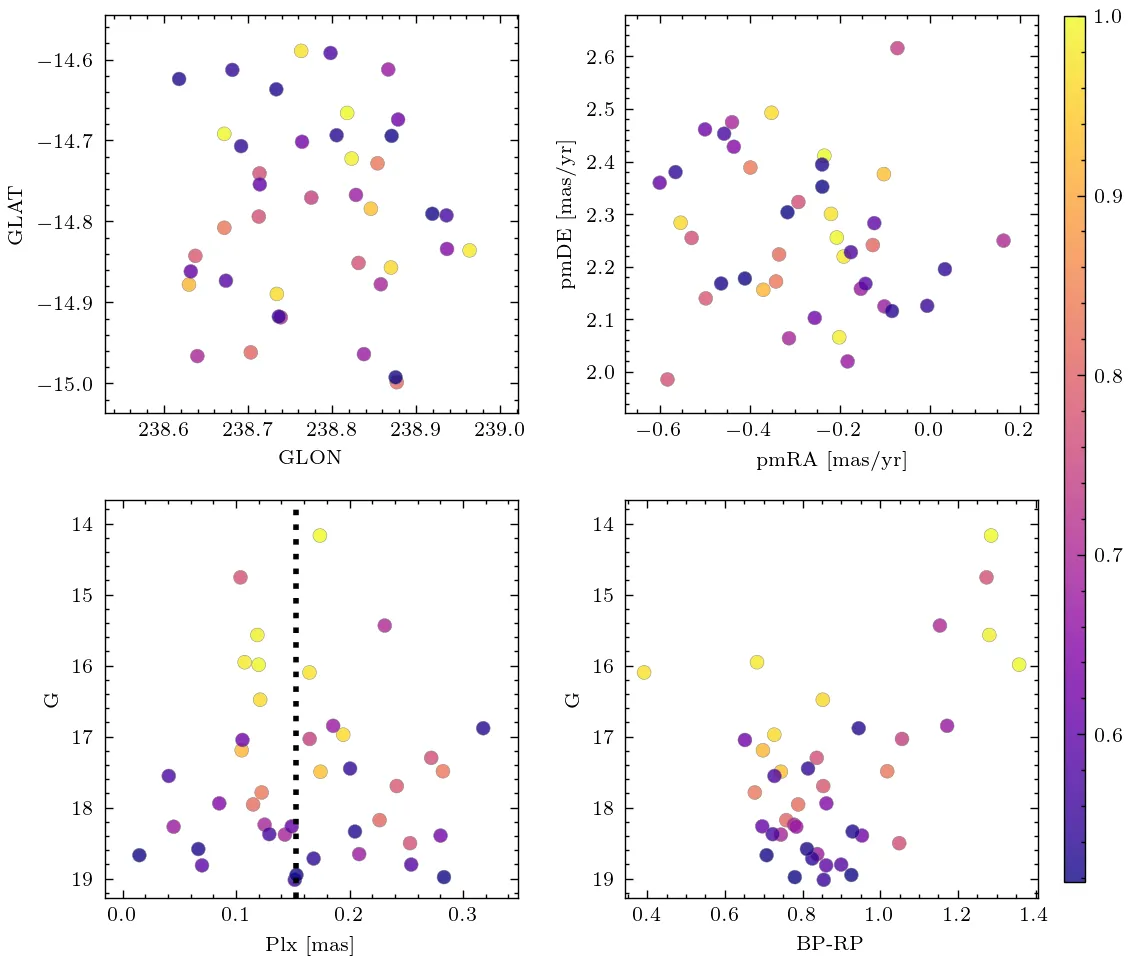 −14.6
−14.7
−14.8
−14.9
−15.0
GLAT
238.6 238.7 238.8 238.9 239.0
GLON
2.6
2.5
2.4
2.3
2.2
2.1
2.0
pmDE [mas/yr]
−0.6 −0.4 −0.2 0.0 0.2
pmRA [mas/yr]
1.0
0.9
0.8
0.7
0.6
14
15
16
17
18
19
G
0.0 0.1 0.2 0.3
Plx [mas]
14
15
16
17
18
19
G
0.4 0.6 0.8 1.0 1.2 1.4
BP-RP